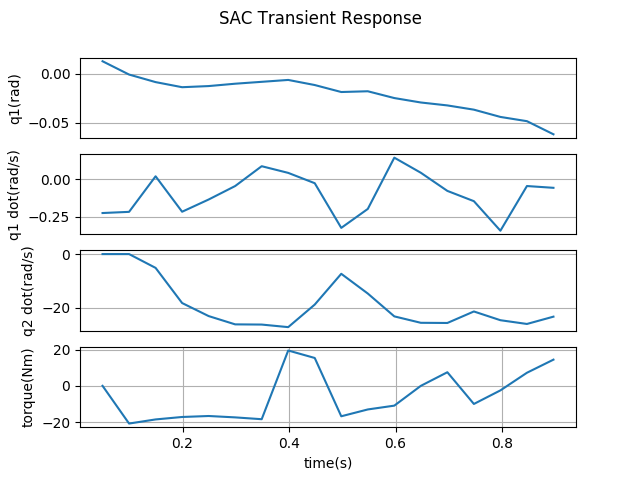 SAC Transient Response
0.00
−0.05
q1(rad)
0.00
−0.25
q1 dot(rad/s)
0
−20
q2 dot(rad/s)
20
0
−20
torque(Nm)
0.2 0.4 0.6 0.8
time(s)